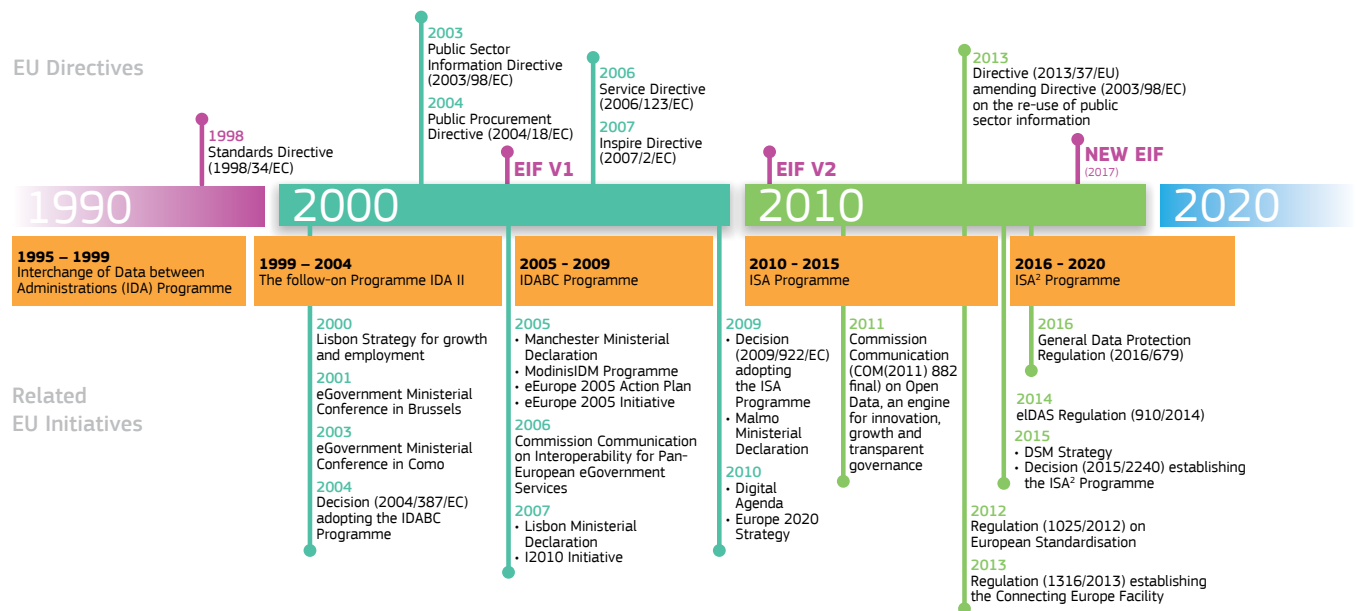 EU Directives
1998
Standards Directive
(1998/34/EC)
2003
Public Sector
Information Directive
(2003/98/EC)
2004
Public Procurement
Directive (2004/18/EC)
EIF V1
2006
Service Directive
(2006/123/EC)
2007
Inspire Directive
(2007/2/EC)
EIF V2
2013
Directive (2013/37/EU)
amending Directive (2003/98/EC)
on the re-use of public
sector information
NEW EIF
(2017)
1990
2000
2010
2020
1995 – 1999
Interchange of Data between
Administrations (IDA) Programme
1999 – 2004
The follow-on Programme IDA II
2005 - 2009
IDABC Programme
2010 - 2015
ISA Programme
2016 - 2020
ISA² Programme
Related
EU Initiatives
2000
Lisbon Strategy for growth
and employment
2001
eGovernment Ministerial
Conference in Brussels
2003
eGovernment Ministerial
Conference in Como
2004
Decision (2004/387/EC)
adopting the IDABC
Programme
2005
• Manchester Ministerial
Declaration
• ModinisIDM Programme
• eEurope 2005 Action Plan
• eEurope 2005 Initiative
2006
Commission Communication
on Interoperability for Pan-
European eGovernment
Services
2007
• Lisbon Ministerial
Declaration
• I2010 Initiative
2009
• Decision
(2009/922/EC)
adopting
the ISA
Programme
• Malmo
Ministerial
Declaration
2010
• Digital
Agenda
• Europe 2020
Strategy
2011
Commission
Communication
(COM(2011) 882
final) on Open
Data, an engine
for innovation,
growth and
transparent
governance
2016
General Data Protection
Regulation (2016/679)
2014
eIDAS Regulation (910/2014)
2015
• DSM Strategy
• Decision (2015/2240) establishing
the ISA² Programme
2012
Regulation (1025/2012) on
European Standardisation
2013
Regulation (1316/2013) establishing
the Connecting Europe Facility